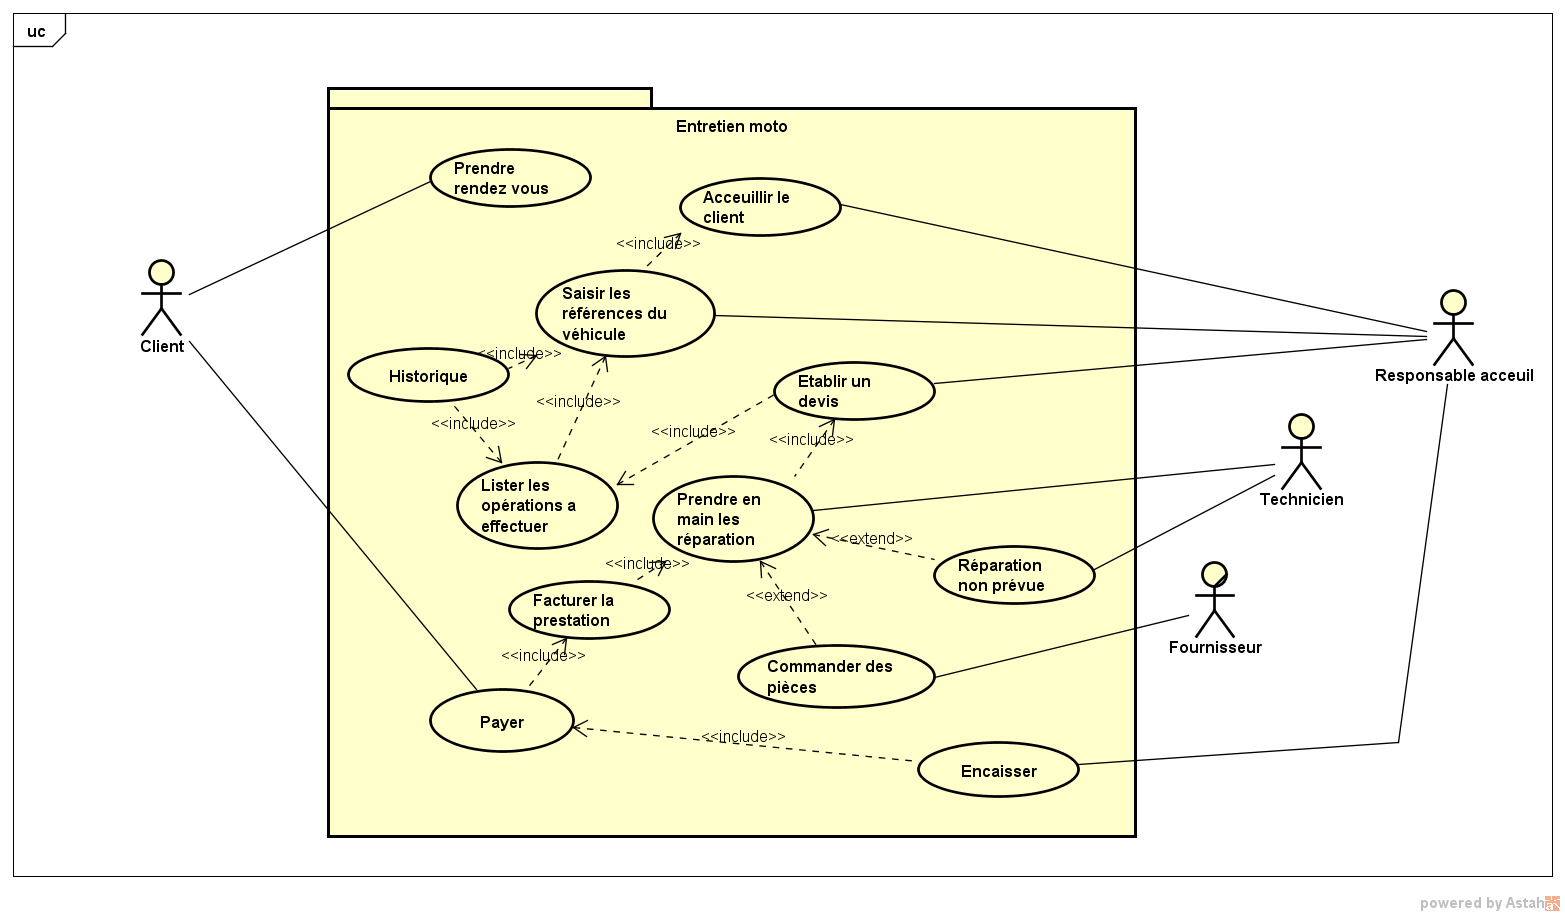 uc
Entretien moto
Prendre
rendez vous
Acceuillir le
client
<<include>>
Saisir les
références du
véhicule
Client
<<include>>
Historique
Responsable acceuil
Etablir un
devis
<<include>>
<<include>>
<<include>>
<<include>>
Lister les
opérations a
effectuer
Prendre en
main les
réparation
Technicien
<<extend>>
<<include>>
Réparation
non prévue
<<extend>>
Facturer la
prestation
Fournisseur
<<include>>
Commander des
pièces
Payer
<<include>>
Encaisser
powered by Astah